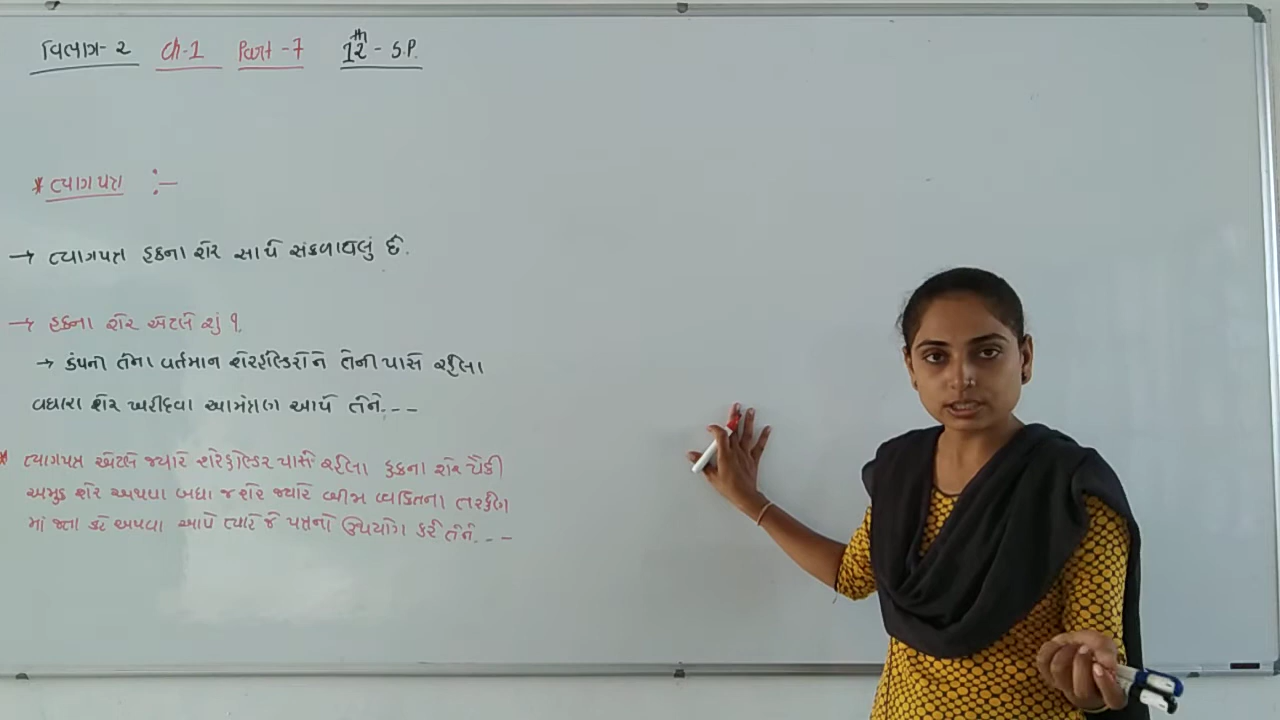 વિભાગ-૨ ch-1 Part-7 12th - S.P.
* ત્યાગપત્ર :-
→ ત્યાગપત્ર હકના શેર સાથે સંકળાયેલું છે.
→ હકના શેર એટલે શું ?
→ કંપની તેના વર્તમાન શેરહોલ્ડરોને તેની પાસે રહેલા
વધારા શેર ખરીદવા આમંત્રણ આપે તેને---
* ત્યાગપત્ર એટલે જ્યારે શેરહોલ્ડર પાસે રહેલા હકના શેર પૈકી
અમુક શેર અથવા બધા જ શેર જ્યારે બીજી વ્યક્તિના તરફેણ
માં જતા કરે અથવા આપે ત્યારે જે પત્રનો ઉપયોગ કરે તેને---